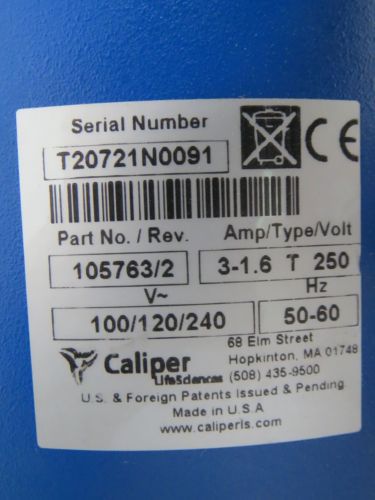 Serial Number
T20721N0091
CE
Part No. / Rev. Amp/Type/Volt
105763/2 3-1.6 T 250
V~ Hz
100/120/240 50-60
68 Elm Street
Caliper Hopkinton, MA 01748
LifeSciences (508) 435-9500
U.S. & Foreign Patents Issued & Pending.
Made in U.S.A
www.caliperls.com